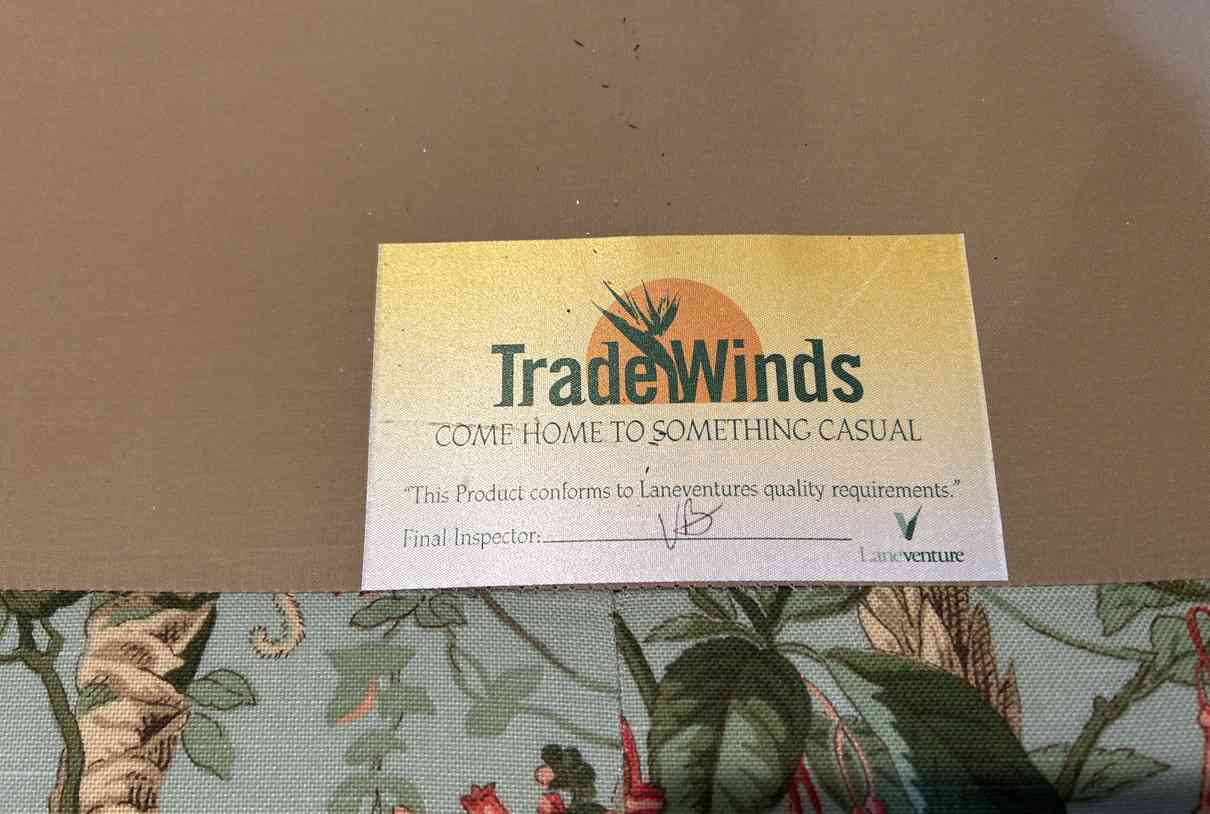 TradeWinds
COME HOME TO SOMETHING CASUAL
“This Product conforms to Laneventures quality requirements.”
Final Inspector: VB
Laneventure